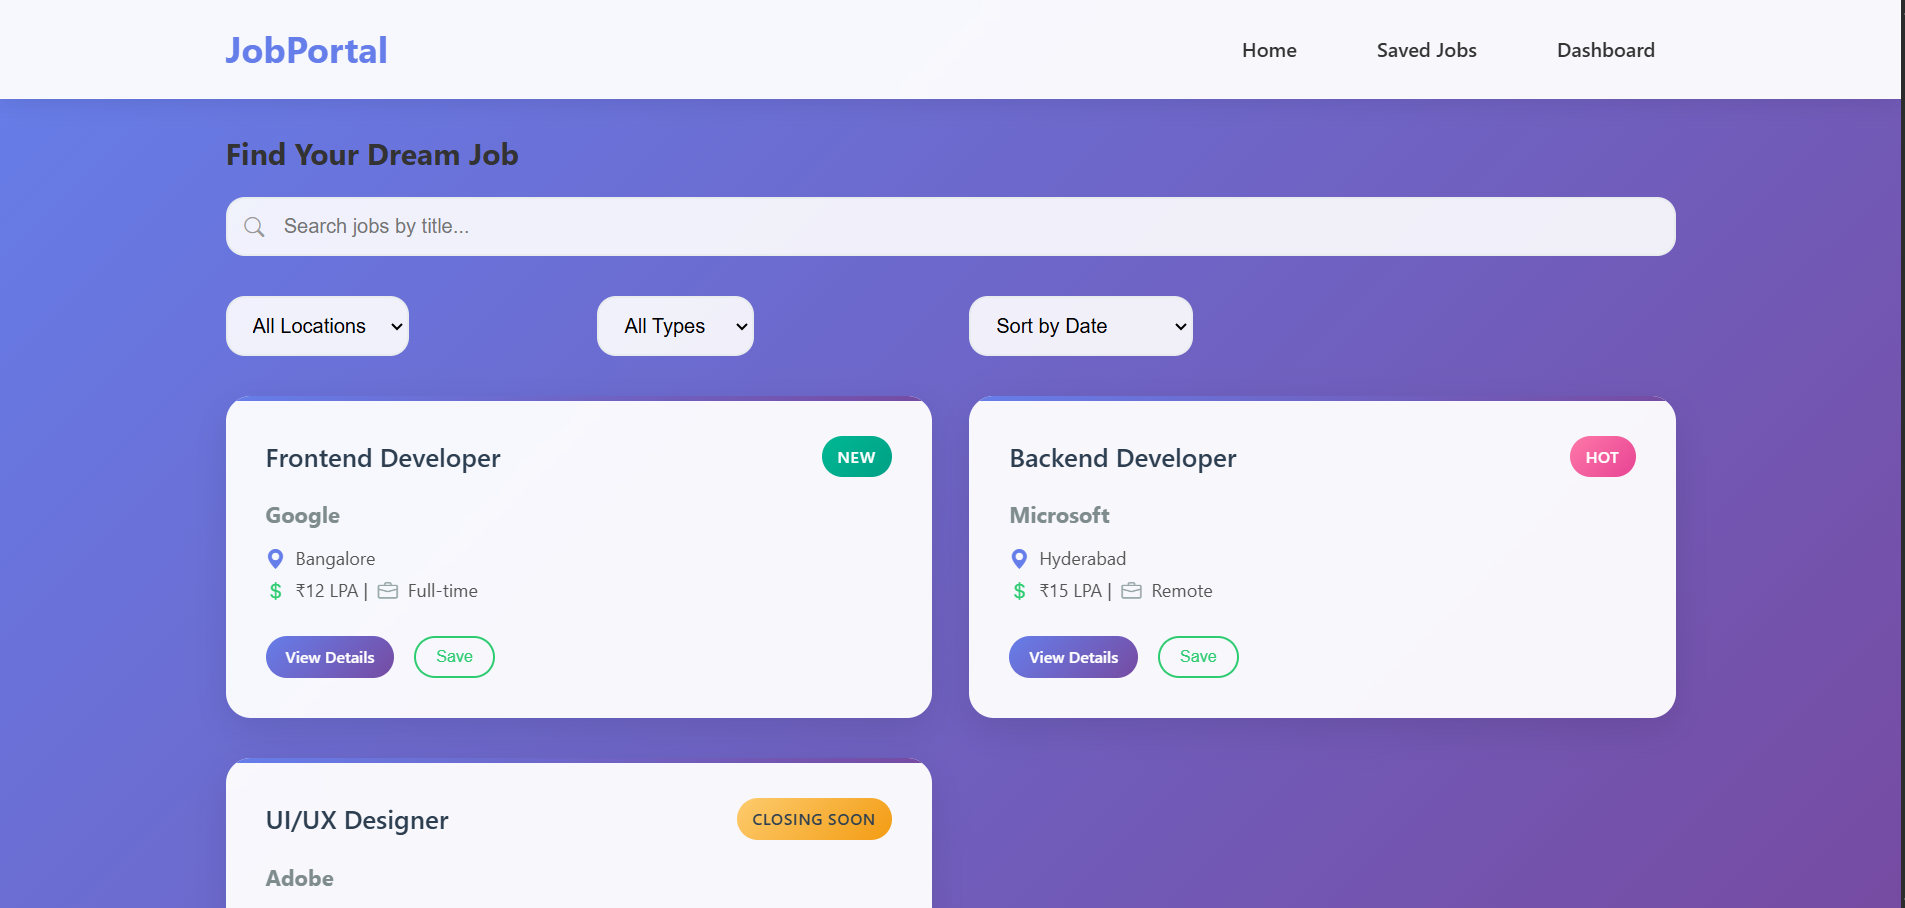 JobPortal
Home Saved Jobs Dashboard
Find Your Dream Job
Search jobs by title...
All Locations All Types Sort by Date
Frontend Developer NEW
Google
Bangalore
$ ₹12 LPA | Full-time
View Details Save
Backend Developer HOT
Microsoft
Hyderabad
$ ₹15 LPA | Remote
View Details Save
UI/UX Designer CLOSING SOON
Adobe